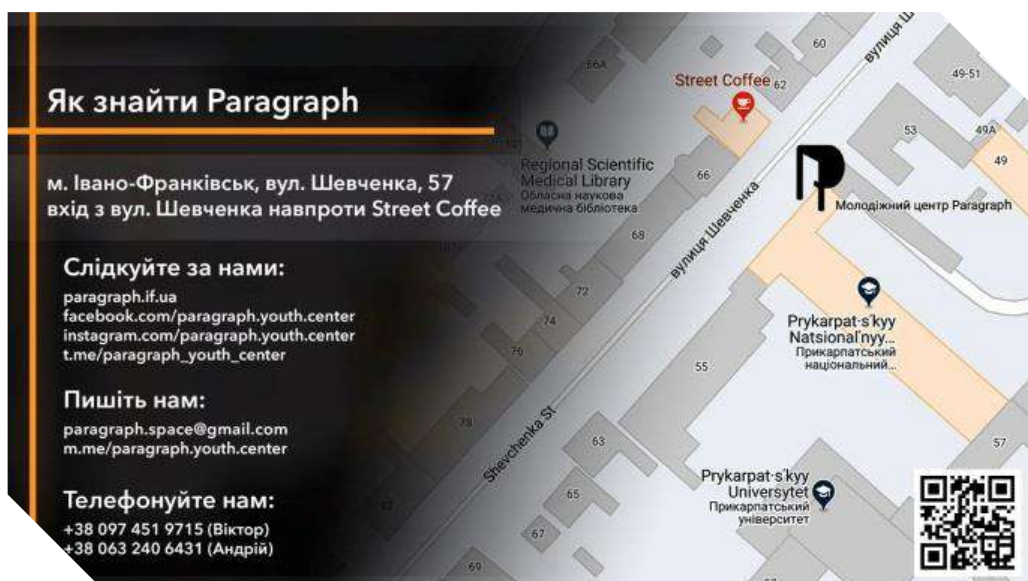 Як знайти Paragraph
м. Івано-Франківськ, вул. Шевченка, 57
вхід з вул. Шевченка навпроти Street Coffee
Слідкуйте за нами:
paragraph.if.ua
facebook.com/paragraph.youth.center
instagram.com/paragraph.youth.center
t.me/paragraph_youth_center
Пишіть нам:
paragraph.space@gmail.com
m.me/paragraph.youth.center
Телефонуйте нам:
+38 097 451 9715 (Віктор)
+38 063 240 6431 (Андрій)
60
66A
Street Coffee
62
вулиця
49-51
53
49A
49
Regional Scientific
Medical Library
Обласна наукова
медична бібліотека
66
Молодіжний центр Paragraph
68
вулиця Шевченка
72
74
76
Prykarpat·s'kyy
Natsional'nyy...
Прикарпатський
національний...
55
78
Shevchenka St
63
57
65
Prykarpat·s'kyy
Universytet
Прикарпатський
університет
82
67
69